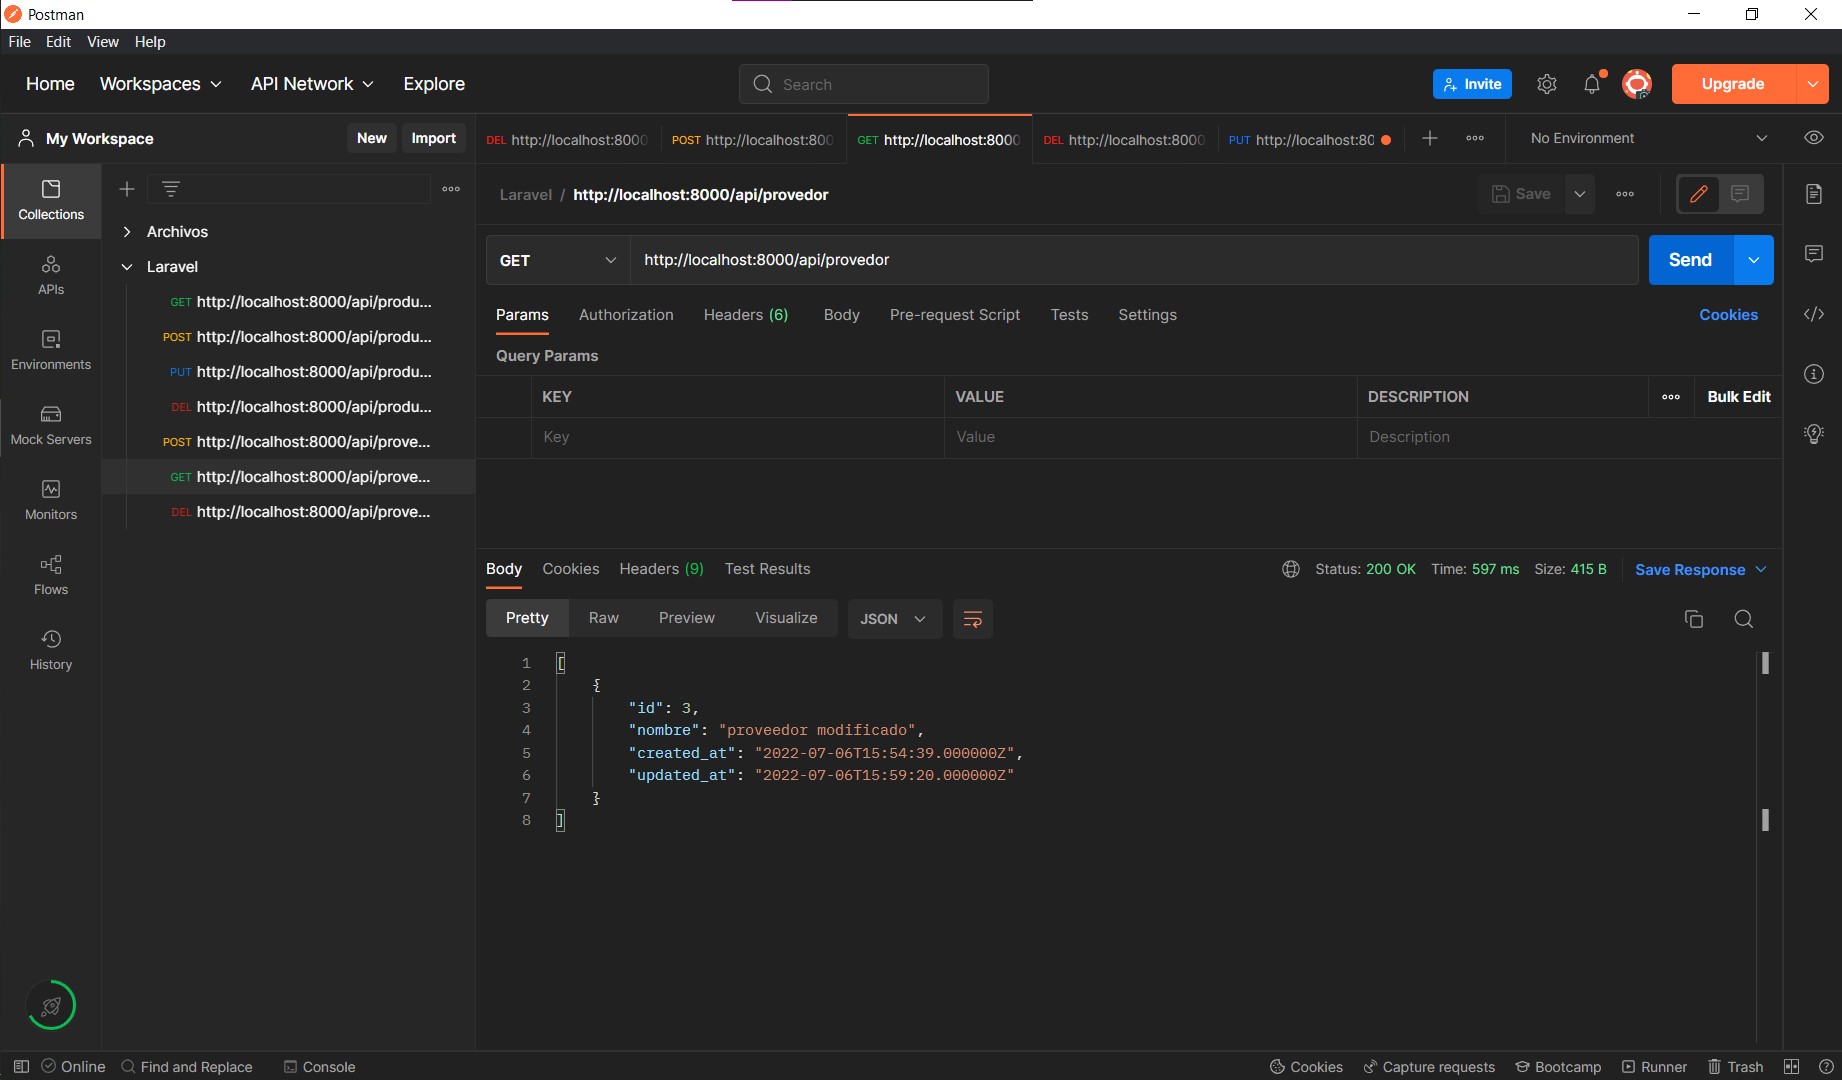 Postman
File Edit View Help
Home Workspaces API Network Explore Search Invite Upgrade
My Workspace New Import
DEL http://localhost:8000 POST http://localhost:800 GET http://localhost:8000 DEL http://localhost:8000 PUT http://localhost:80 No Environment
Collections
APIs
Environments
Mock Servers
Monitors
Flows
History
Archivos
Laravel
GET http://localhost:8000/api/produ...
POST http://localhost:8000/api/produ...
PUT http://localhost:8000/api/produ...
DEL http://localhost:8000/api/produ...
POST http://localhost:8000/api/prove...
GET http://localhost:8000/api/prove...
DEL http://localhost:8000/api/prove...
Laravel / http://localhost:8000/api/provedor Save
GET http://localhost:8000/api/provedor Send
Params Authorization Headers (6) Body Pre-request Script Tests Settings Cookies
Query Params
KEY VALUE DESCRIPTION Bulk Edit
Key Value Description
Body Cookies Headers (9) Test Results Status: 200 OK Time: 597 ms Size: 415 B Save Response
Pretty Raw Preview Visualize JSON
1 [
2 {
3 "id": 3,
4 "nombre": "proveedor modificado",
5 "created_at": "2022-07-06T15:54:39.000000Z",
6 "updated_at": "2022-07-06T15:59:20.000000Z"
7 }
8 ]
Online Find and Replace Console Cookies Capture requests Bootcamp Runner Trash